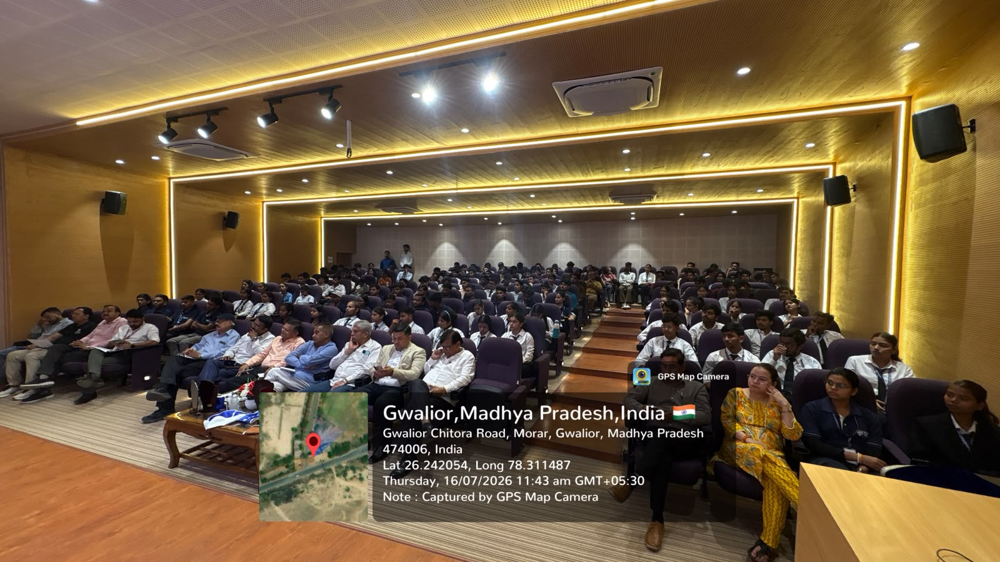 GPS Map Camera
Gwalior,Madhya Pradesh,India 🇮🇳
Gwalior Chitora Road, Morar, Gwalior, Madhya Pradesh
474006, India
Lat 26.242054, Long 78.311487
Thursday, 16/07/2026 11:43 am GMT+05:30
Note : Captured by GPS Map Camera